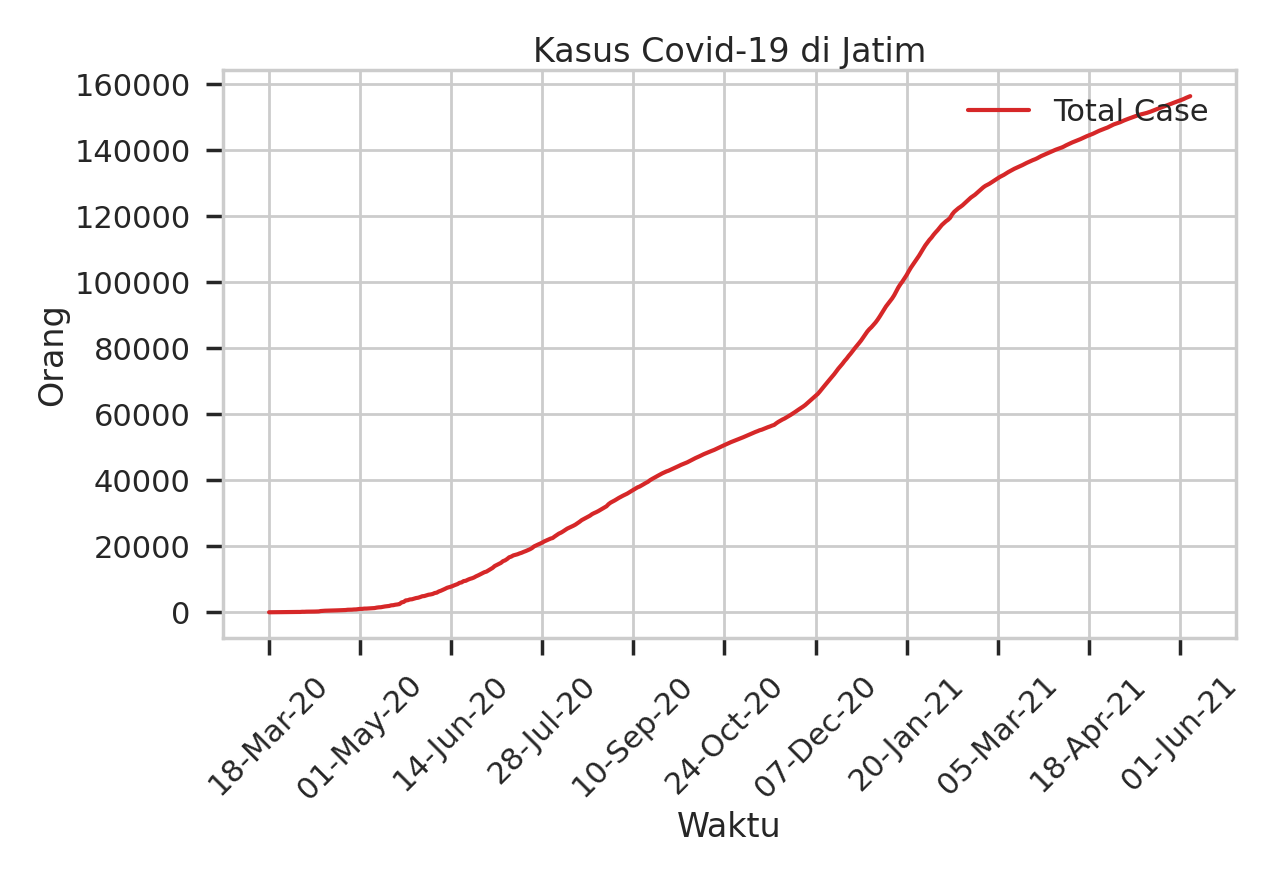 Kasus Covid-19 di Jatim
Total Case
Orang
160000
140000
120000
100000
80000
60000
40000
20000
0
18-Mar-20
01-May-20
14-Jun-20
28-Jul-20
10-Sep-20
24-Oct-20
07-Dec-20
20-Jan-21
05-Mar-21
18-Apr-21
01-Jun-21
Waktu